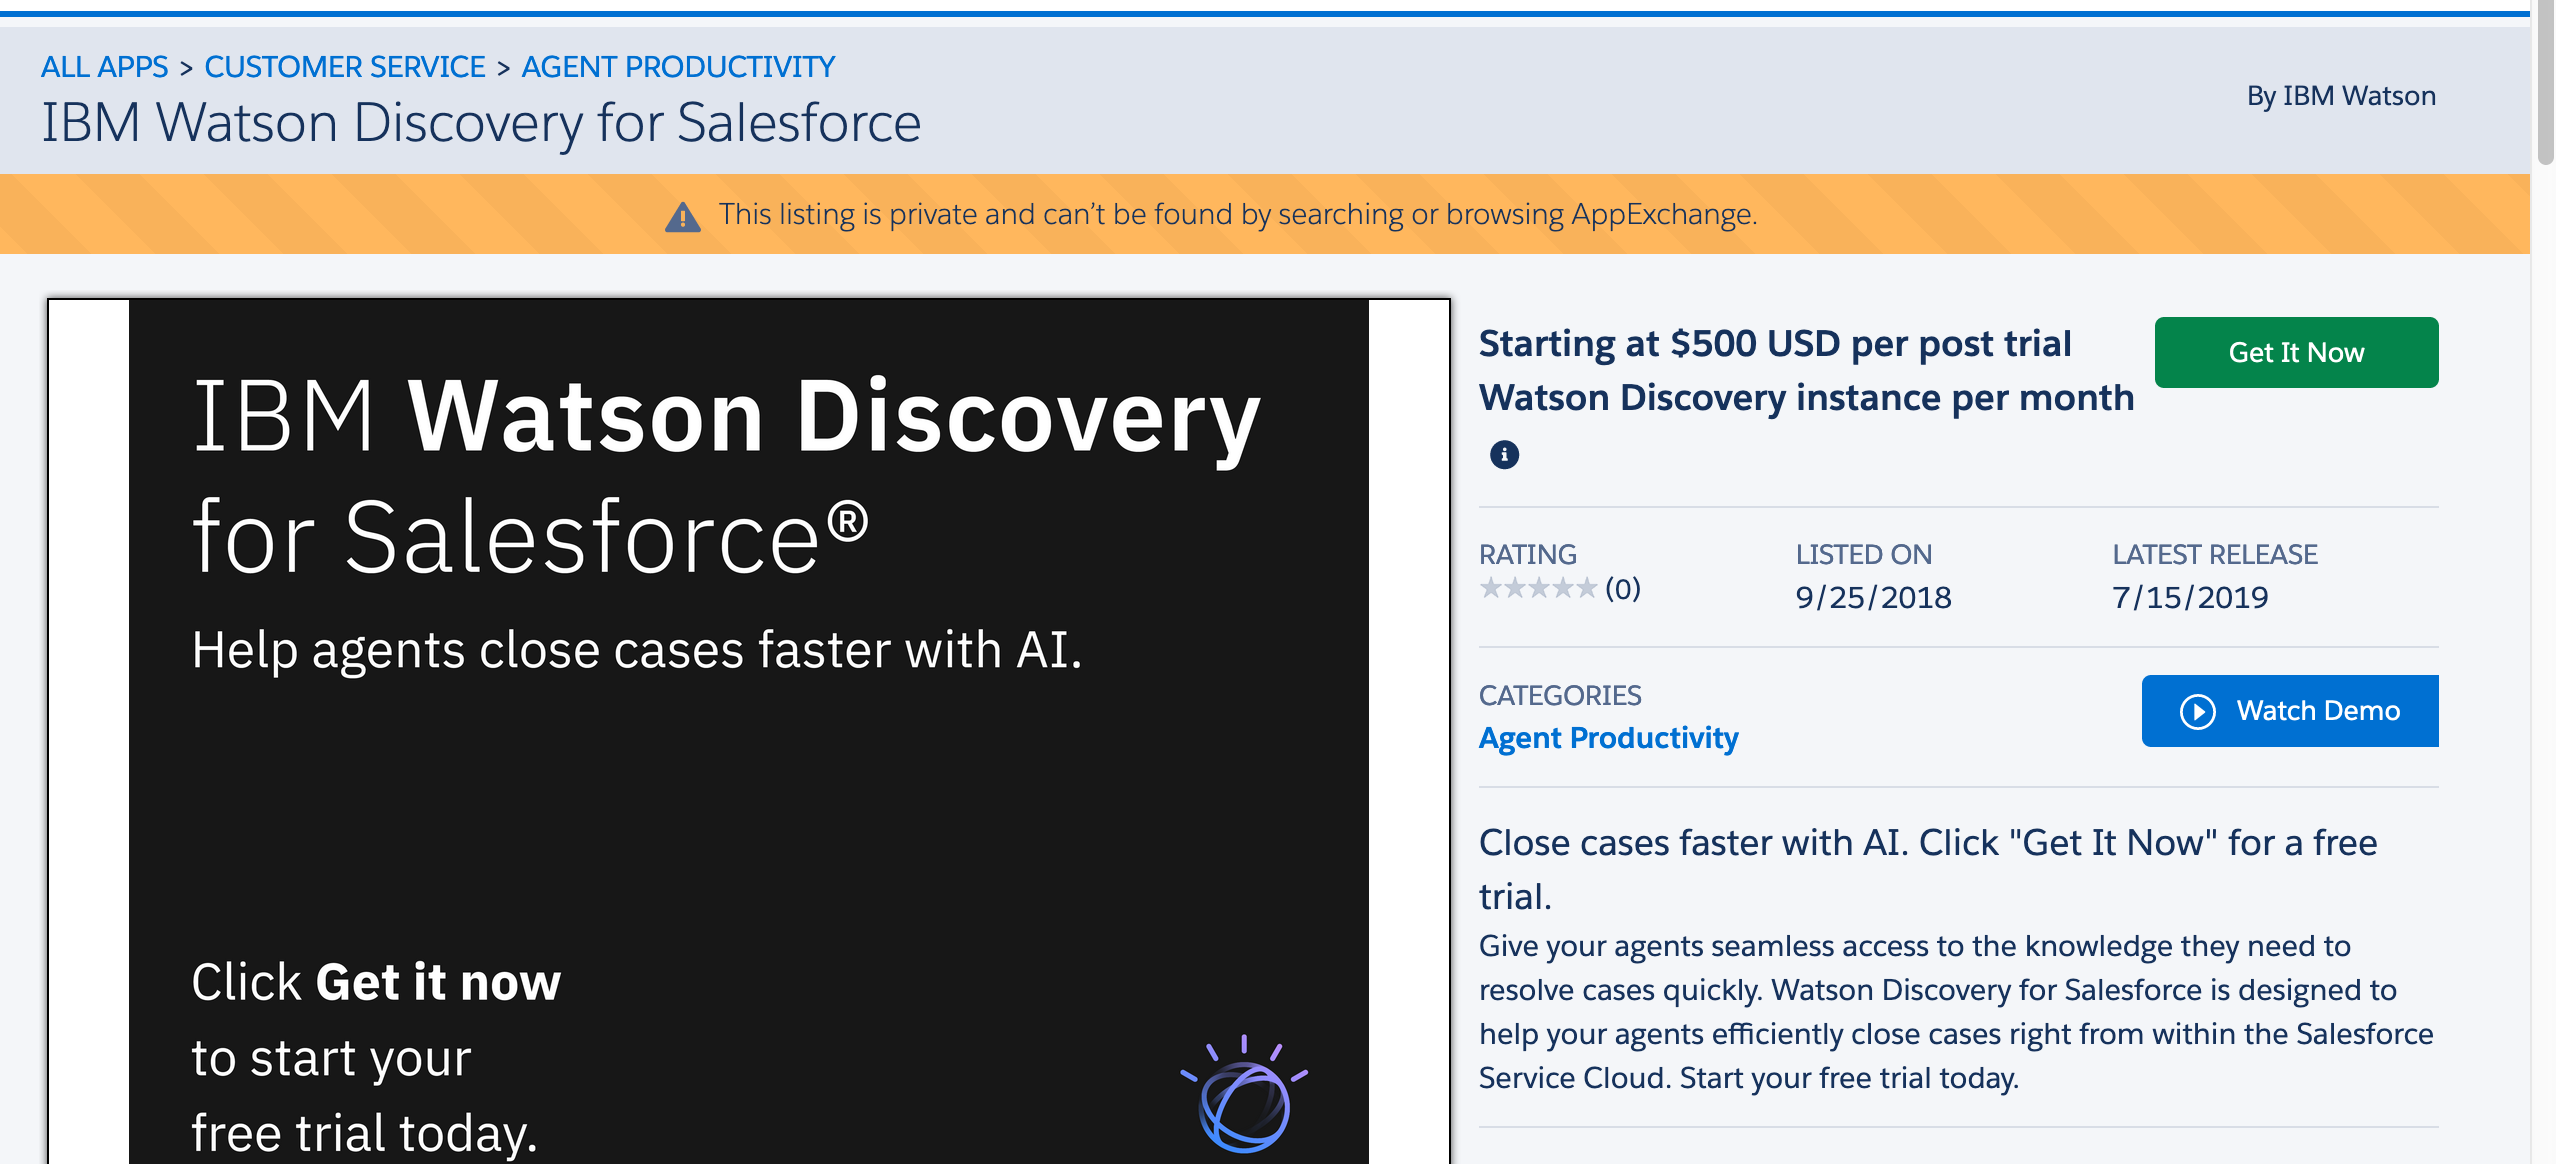 ALL APPS > CUSTOMER SERVICE > AGENT PRODUCTIVITY
IBM Watson Discovery for Salesforce
By IBM Watson
This listing is private and can't be found by searching or browsing AppExchange.
IBM Watson Discovery
for Salesforce®
Help agents close cases faster with AI.
Click Get it now
to start your
free trial today.
Starting at $500 USD per post trial
Watson Discovery instance per month
Get It Now
RATING
(0)
LISTED ON
9/25/2018
LATEST RELEASE
7/15/2019
CATEGORIES
Agent Productivity
Watch Demo
Close cases faster with AI. Click "Get It Now" for a free
trial.
Give your agents seamless access to the knowledge they need to
resolve cases quickly. Watson Discovery for Salesforce is designed to
help your agents efficiently close cases right from within the Salesforce
Service Cloud. Start your free trial today.